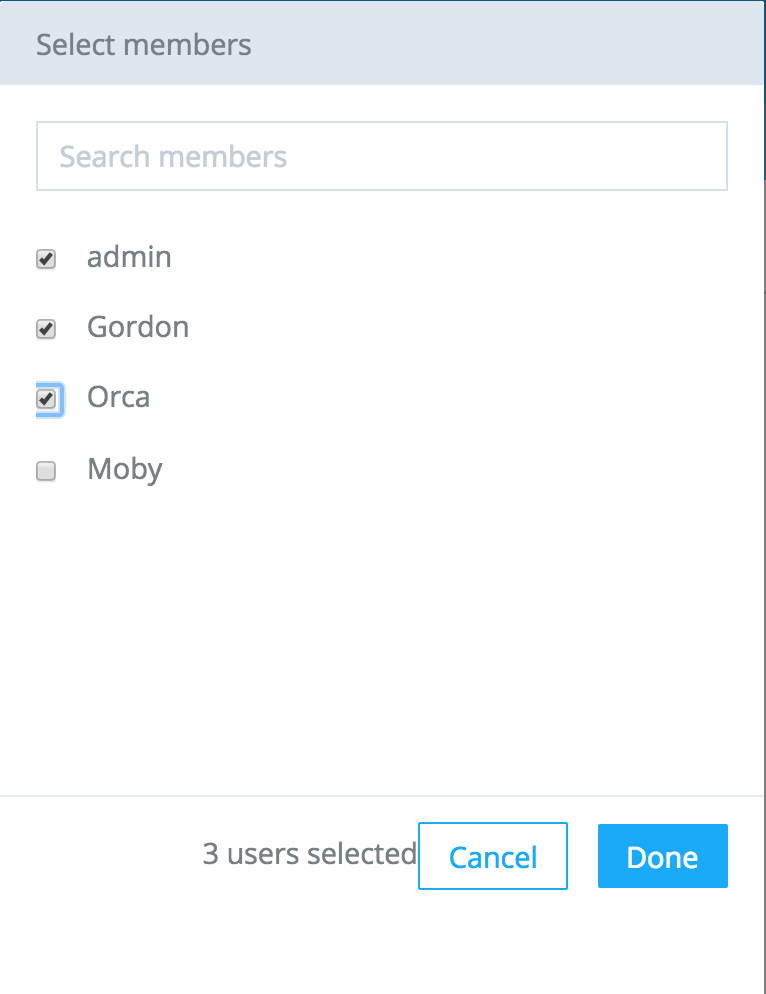 Select members
Search members
admin
Gordon
Orca
Moby
3 users selected
Cancel
Done